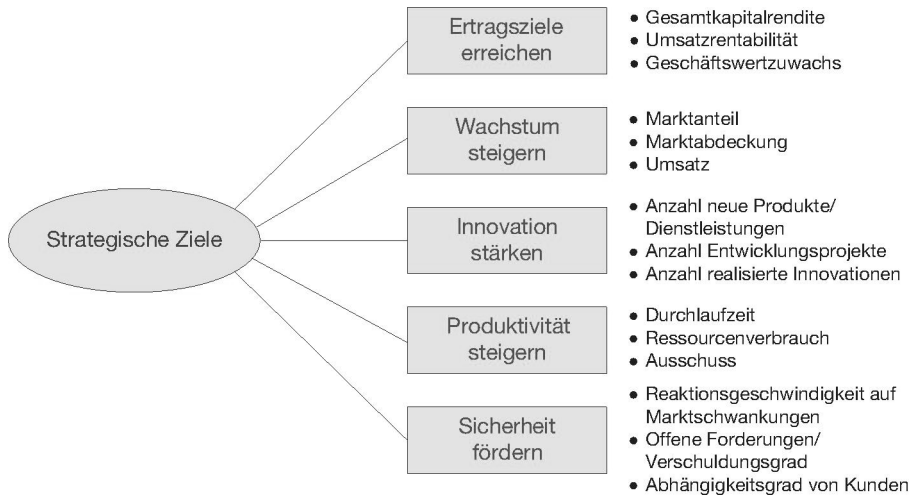 Strategische Ziele
Ertragsziele
erreichen
• Gesamtkapitalrendite
• Umsatzrentabilität
• Geschäftswertzuwachs
Wachstum
steigern
• Marktanteil
• Marktabdeckung
• Umsatz
Innovation
stärken
• Anzahl neue Produkte/
Dienstleistungen
• Anzahl Entwicklungsprojekte
• Anzahl realisierte Innovationen
Produktivität
steigern
• Durchlaufzeit
• Ressourcenverbrauch
• Ausschuss
Sicherheit
fördern
• Reaktionsgeschwindigkeit auf
Marktschwankungen
• Offene Forderungen/
Verschuldungsgrad
• Abhängigkeitsgrad von Kunden